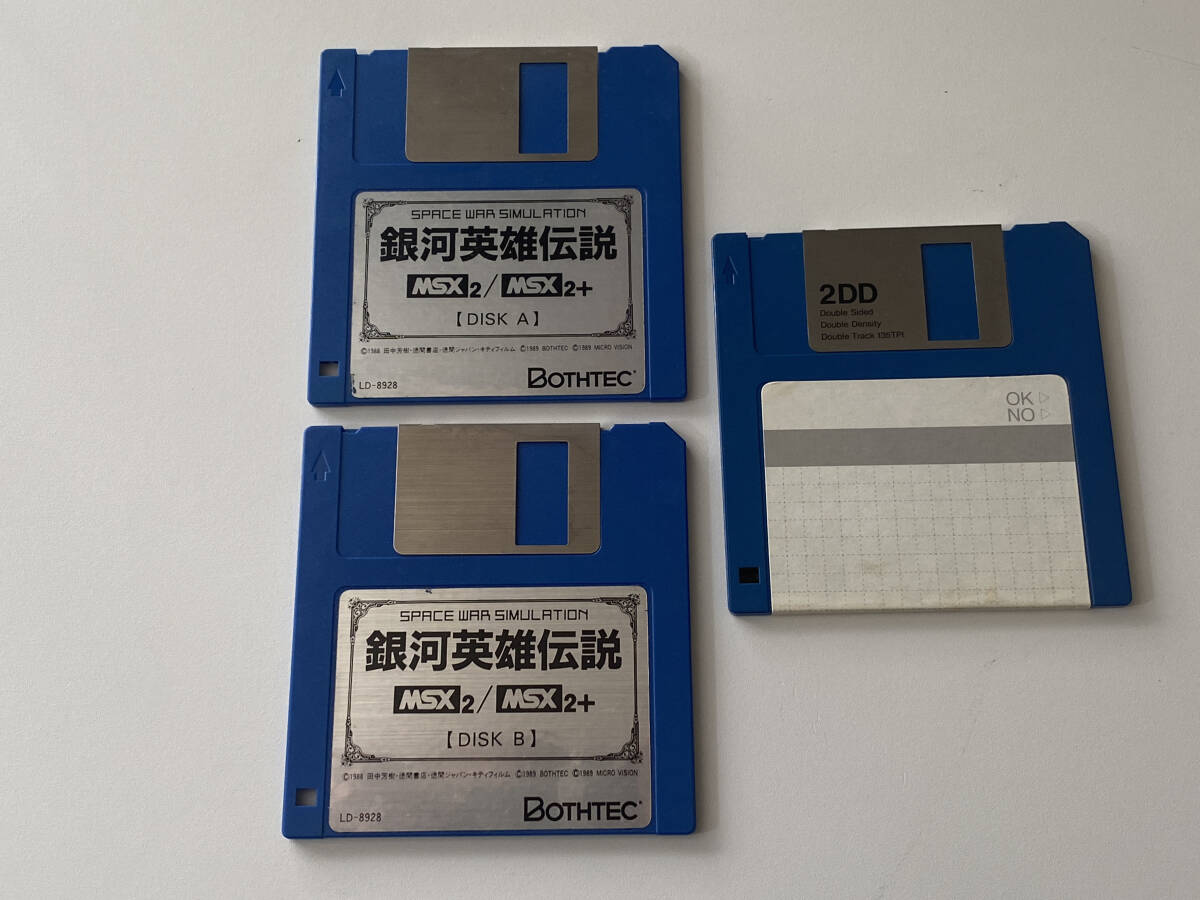 SPACE WAR SIMULATION
銀河英雄伝説
MSX2/MSX2+
【DISK A】
©1988 田中芳樹・徳間書店・徳間ジャパン・キティフィルム ©1989 BOTHTEC ©1989 MICRO VISION
LD-8928
BOTHTEC
SPACE WAR SIMULATION
銀河英雄伝説
MSX2/MSX2+
【DISK B】
©1988 田中芳樹・徳間書店・徳間ジャパン・キティフィルム ©1989 BOTHTEC ©1989 MICRO VISION
LD-8928
BOTHTEC
2DD
Double Sided
Double Density
Double Track 135TPI
OK ▷
NO ▷